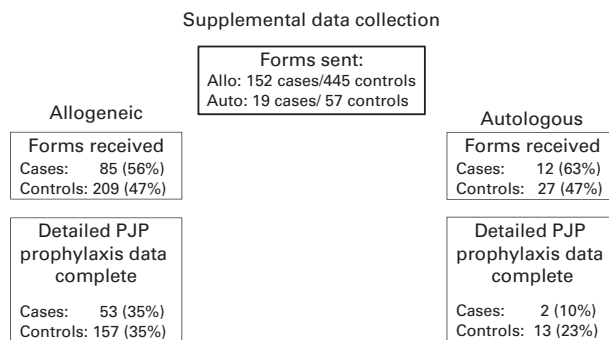 Supplemental data collection
Forms sent:
Allo: 152 cases/445 controls
Auto: 19 cases/ 57 controls
Allogeneic
Forms received
Cases: 85 (56%)
Controls: 209 (47%)
Detailed PJP
prophylaxis data
complete
Cases: 53 (35%)
Controls: 157 (35%)
Autologous
Forms received
Cases: 12 (63%)
Controls: 27 (47%)
Detailed PJP
prophylaxis data
complete
Cases: 2 (10%)
Controls: 13 (23%)